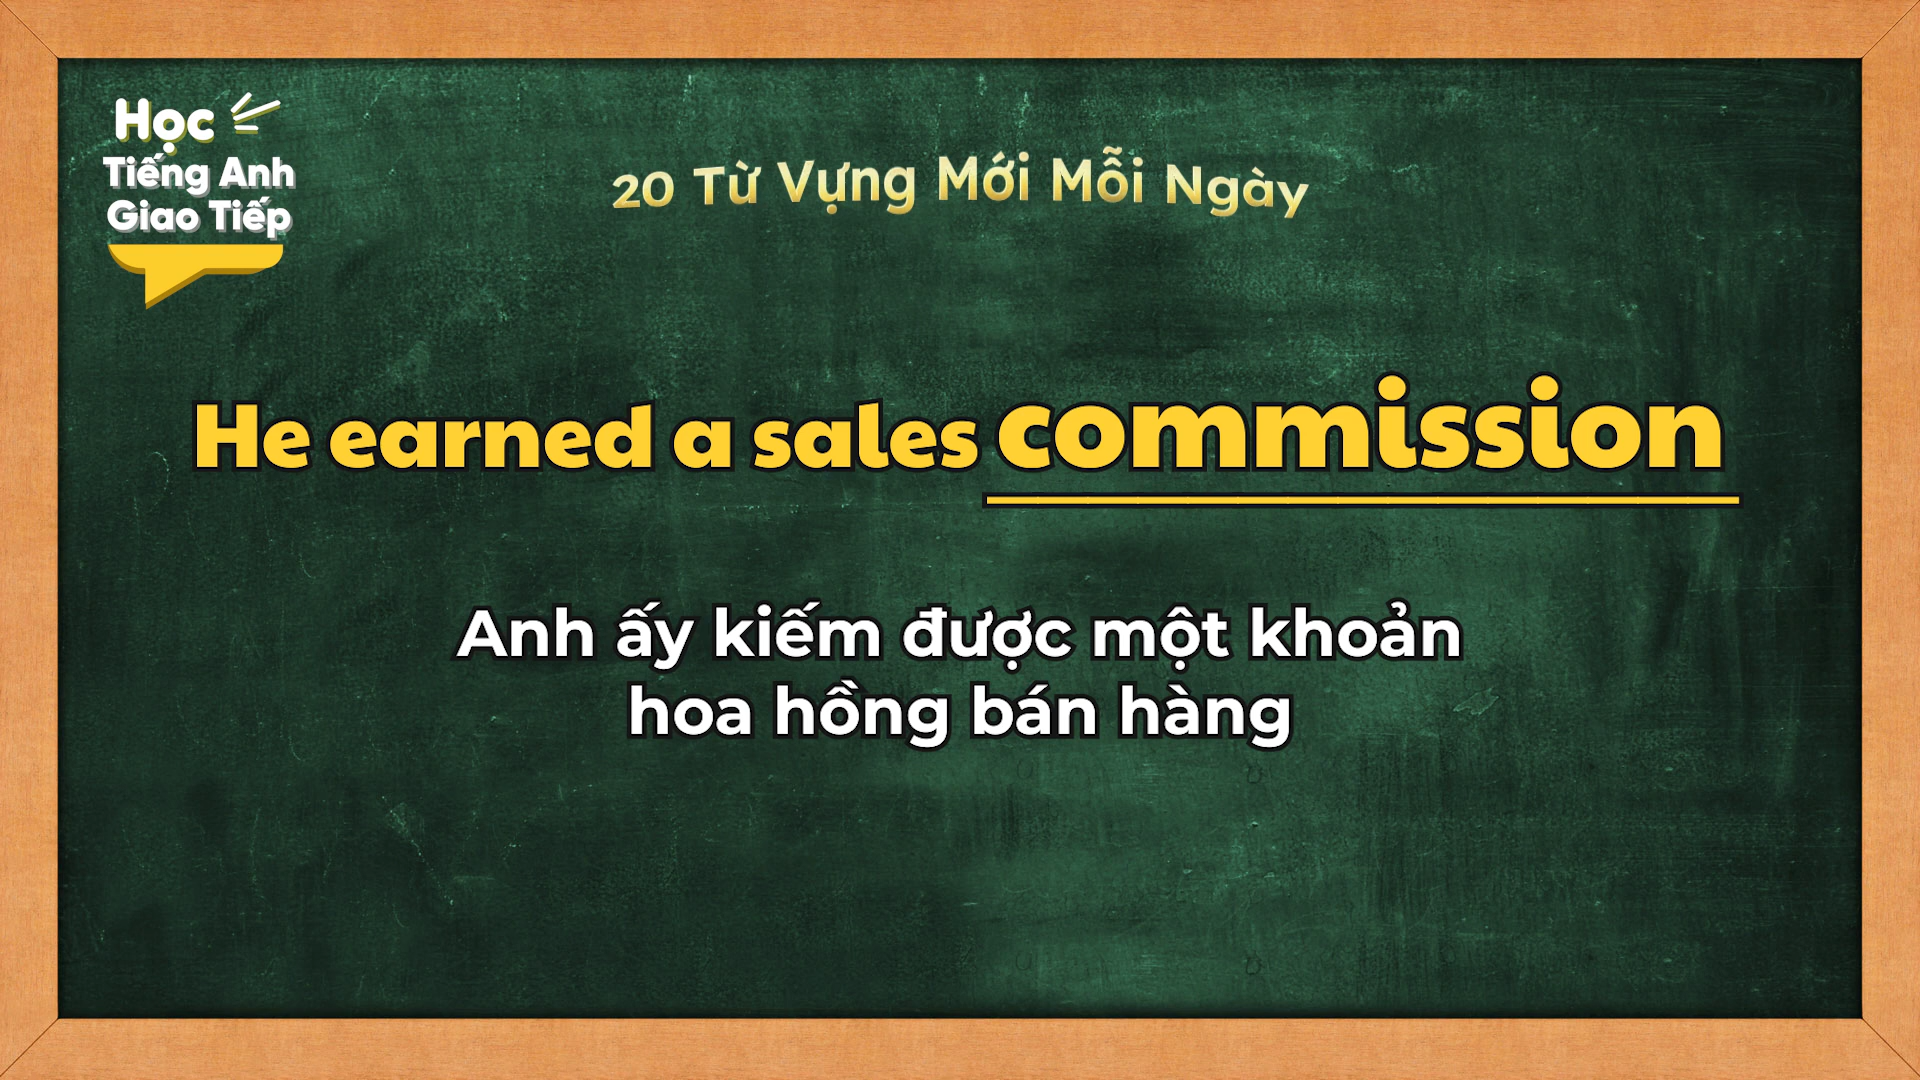 Học
Tiếng Anh
Giao Tiếp
20 Từ Vựng Mới Mỗi Ngày
He earned a sales commission
Anh ấy kiếm được một khoản
hoa hồng bán hàng